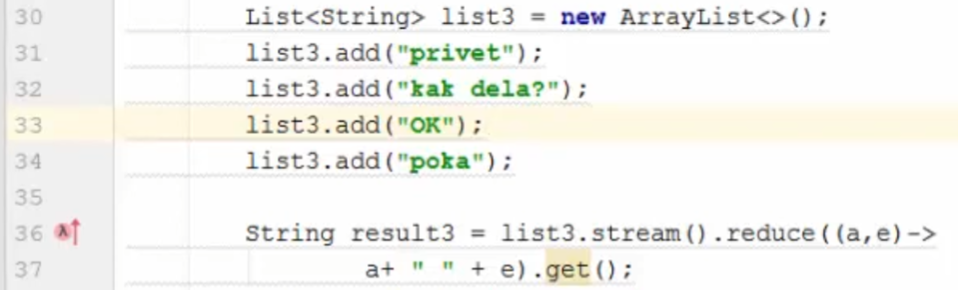 30 List<String> list3 = new ArrayList<>();
31 list3.add("privet");
32 list3.add("kak dela?");
33 list3.add("OK");
34 list3.add("poka");
35
36 λ String result3 = list3.stream().reduce((a,e)->
37 a+ " " + e).get();